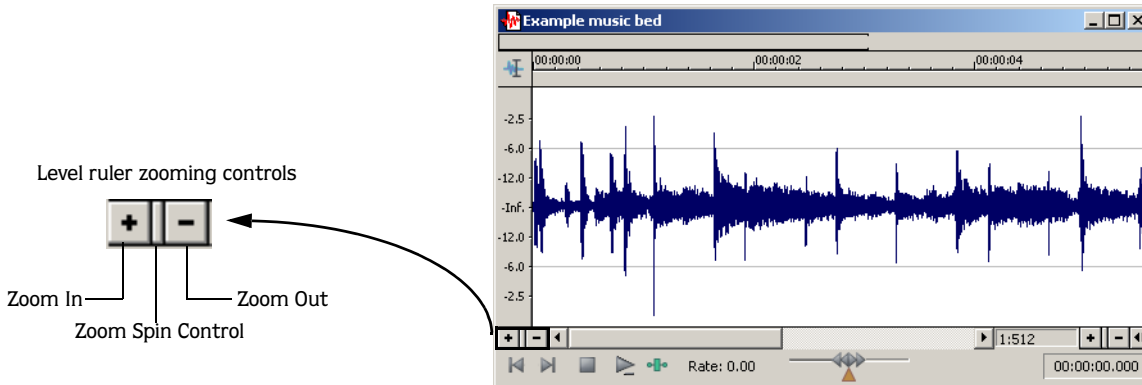 Example music bed
00:00:00 00:00:02 00:00:04
-2.5
-6.0
-12.0
-Inf.
-12.0
-6.0
-2.5
1:512
Rate: 0.00
00:00:00.000
Level ruler zooming controls
+ -
Zoom In
Zoom Out
Zoom Spin Control